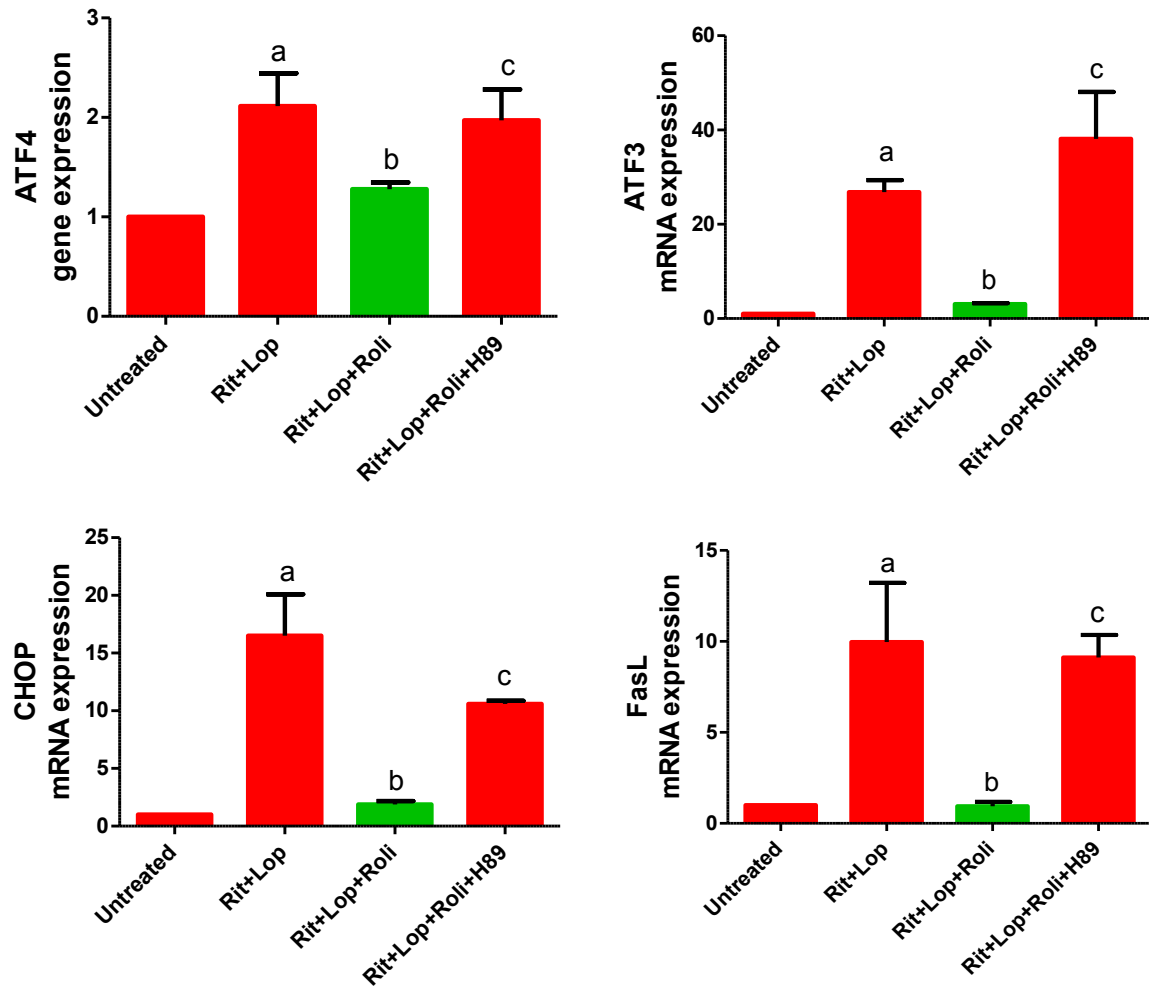 ATF4
gene expression
3
2
1
0
a
b
c
Untreated
Rit+Lop
Rit+Lop+Roli
Rit+Lop+Roli+H89
ATF3
mRNA expression
60
40
20
0
a
b
c
Untreated
Rit+Lop
Rit+Lop+Roli
Rit+Lop+Roli+H89
CHOP
mRNA expression
25
20
15
10
5
0
a
b
c
Untreated
Rit+Lop
Rit+Lop+Roli
Rit+Lop+Roli+H89
FasL
mRNA expression
15
10
5
0
a
b
c
Untreated
Rit+Lop
Rit+Lop+Roli
Rit+Lop+Roli+H89